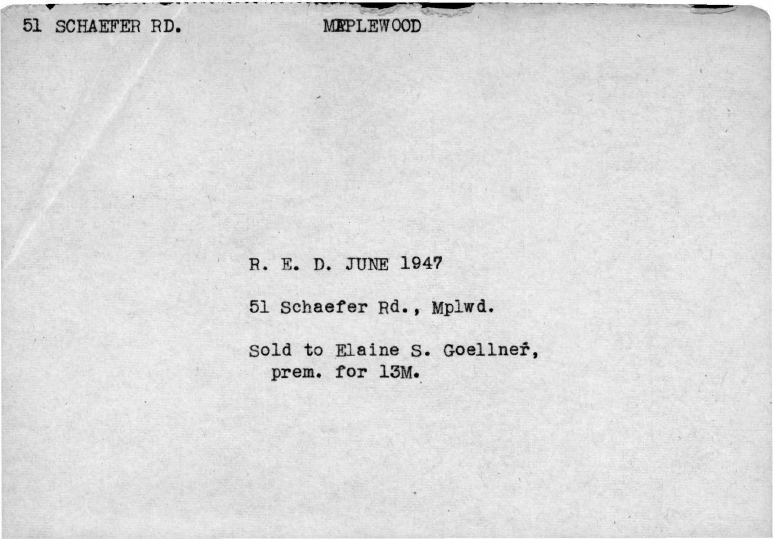 51 SCHAEFER RD. MAPLEWOOD
R. E. D. JUNE 1947
51 Schaefer Rd., Mplwd.
Sold to Elaine S. Goellner,
prem. for 13M.